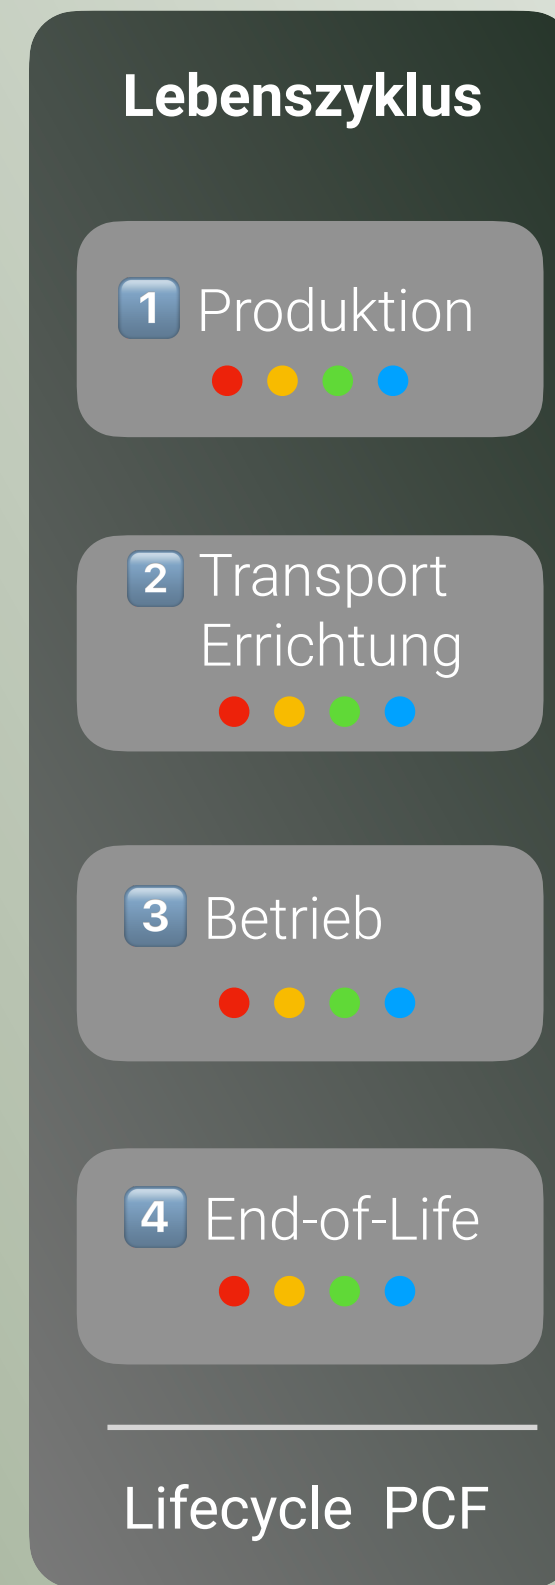 Lebenszyklus
1 Produktion
2 Transport
Errichtung
3 Betrieb
4 End-of-Life
Lifecycle PCF